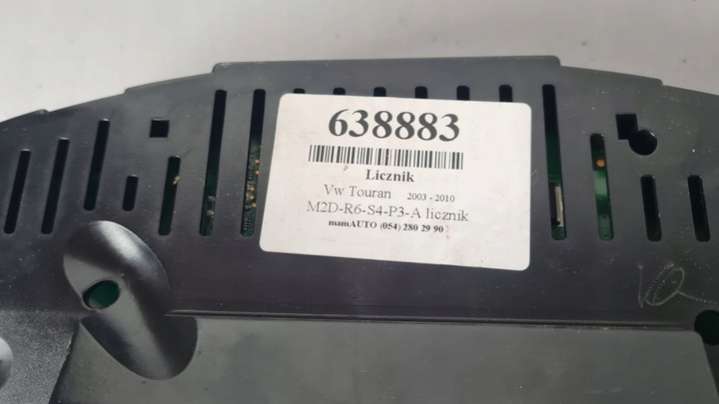 638883
Licznik
Vw Touran 2003 - 2010
M2D-R6-S4-P3-A licznik
mamAUTO (054) 280 29 90